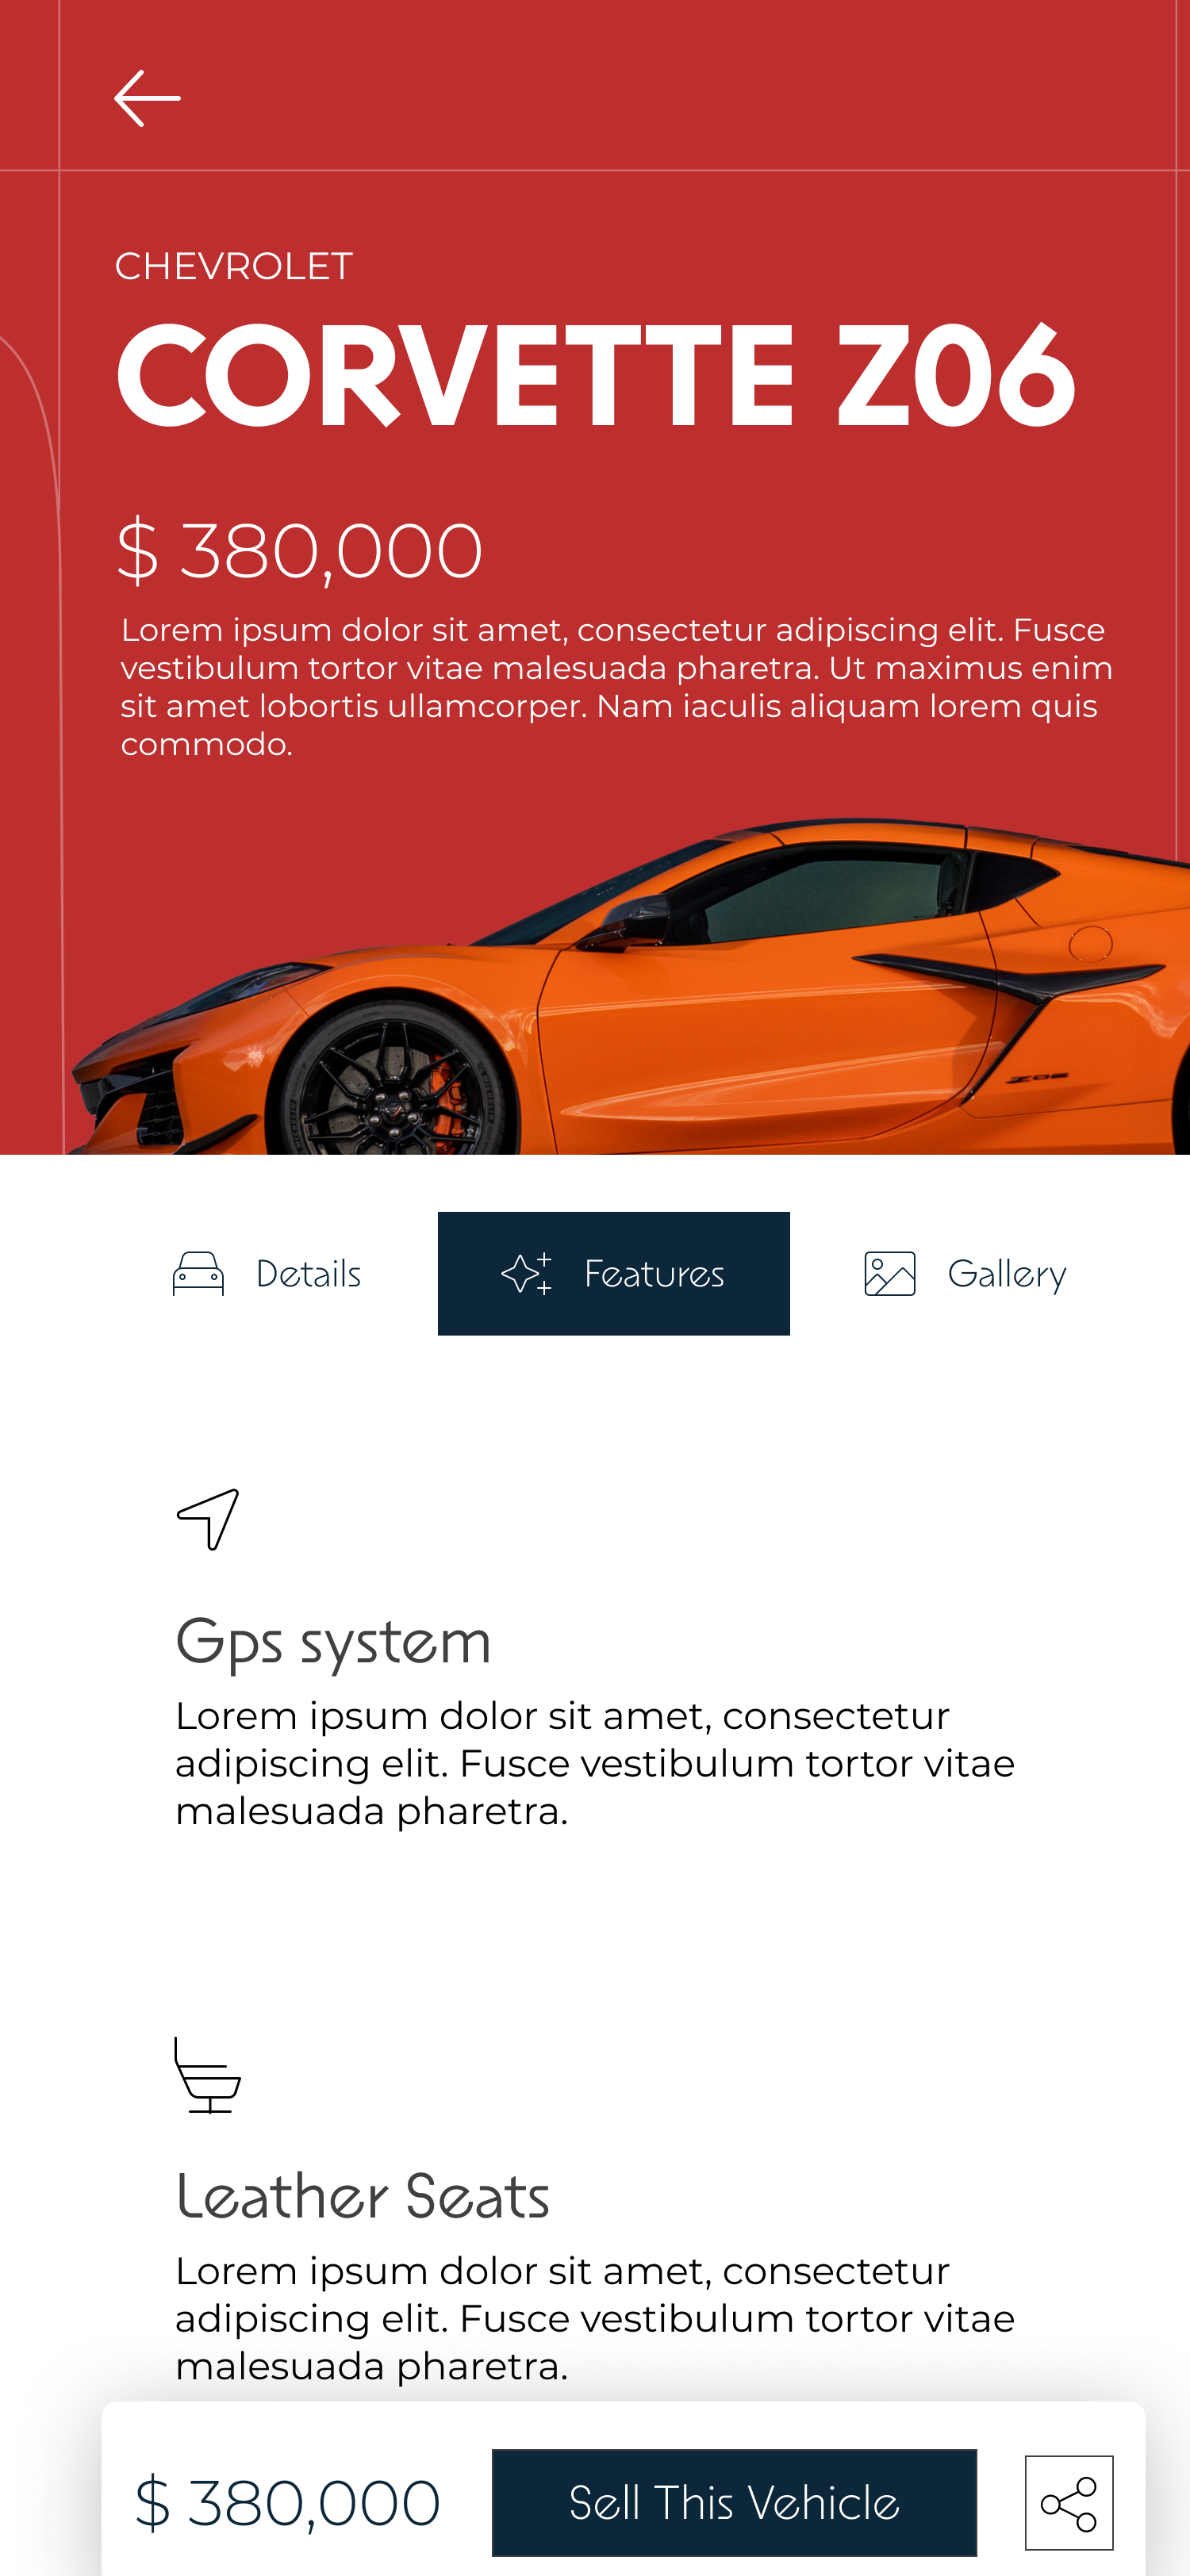 CHEVROLET
CORVETTE Z06
$ 380,000
Lorem ipsum dolor sit amet, consectetur adipiscing elit. Fusce
vestibulum tortor vitae malesuada pharetra. Ut maximus enim
sit amet lobortis ullamcorper. Nam iaculis aliquam lorem quis
commodo.
Z06
Details
Features
Gallery
Gps system
Lorem ipsum dolor sit amet, consectetur
adipiscing elit. Fusce vestibulum tortor vitae
malesuada pharetra.
Leather Seats
Lorem ipsum dolor sit amet, consectetur
adipiscing elit. Fusce vestibulum tortor vitae
malesuada pharetra.
$ 380,000
Sell This Vehicle